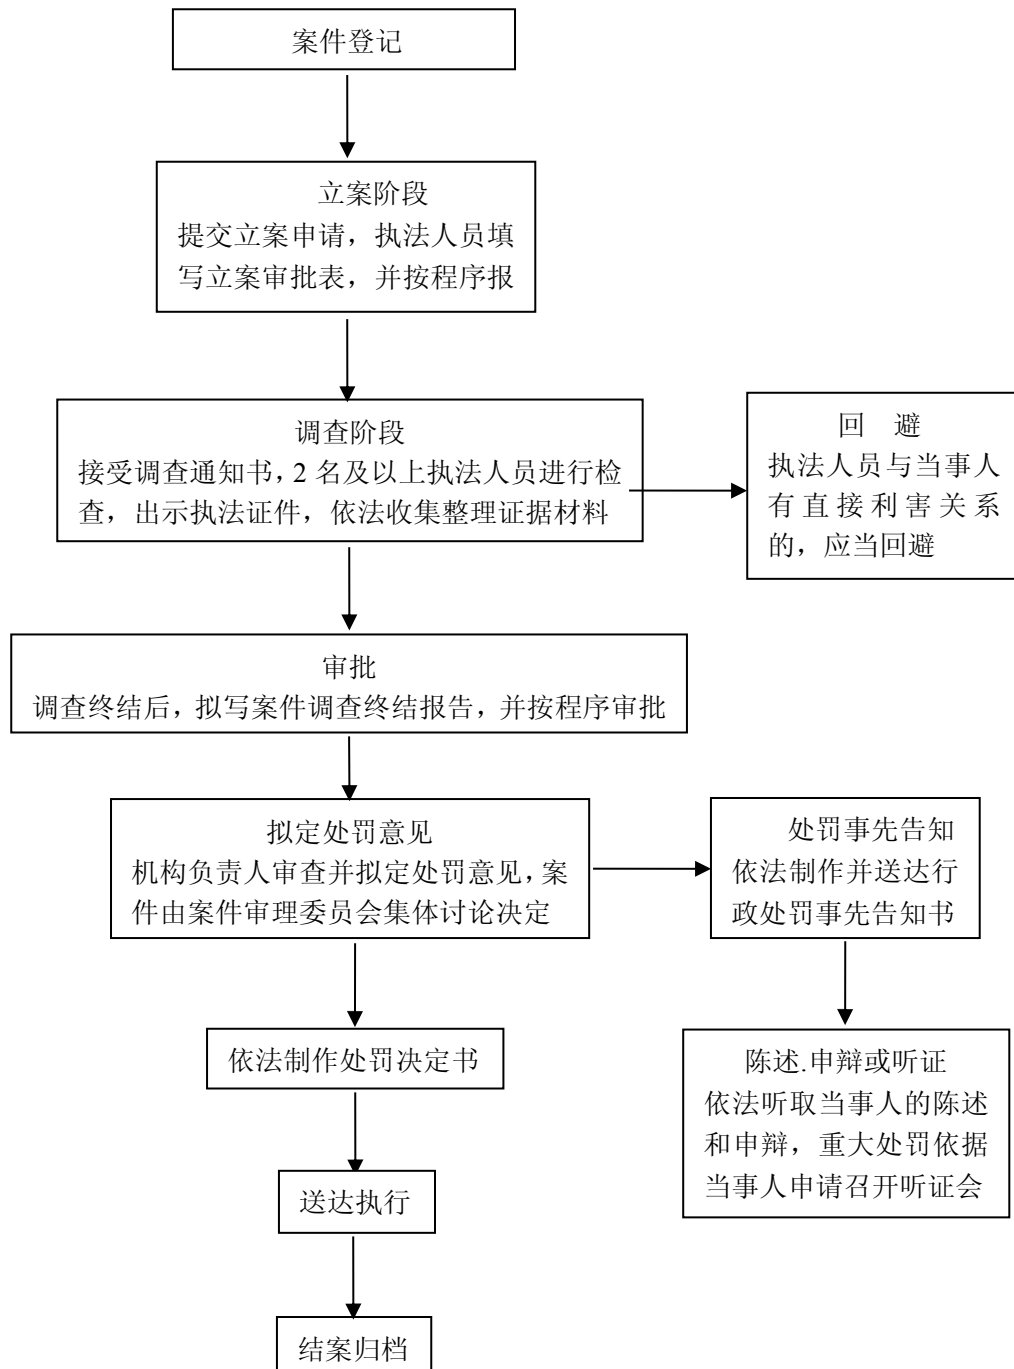 案件登记
立案阶段
提交立案申请，执法人员填
写立案审批表，并按程序报
调查阶段
接受调查通知书，2 名及以上执法人员进行检
查，出示执法证件，依法收集整理证据材料
回 避
执法人员与当事人
有直接利害关系
的，应当回避
审批
调查终结后，拟写案件调查终结报告，并按程序审批
拟定处罚意见
机构负责人审查并拟定处罚意见，案
件由案件审理委员会集体讨论决定
处罚事先告知
依法制作并送达行
政处罚事先告知书
依法制作处罚决定书
陈述.申辩或听证
依法听取当事人的陈述
和申辩，重大处罚依据
当事人申请召开听证会
送达执行
结案归档